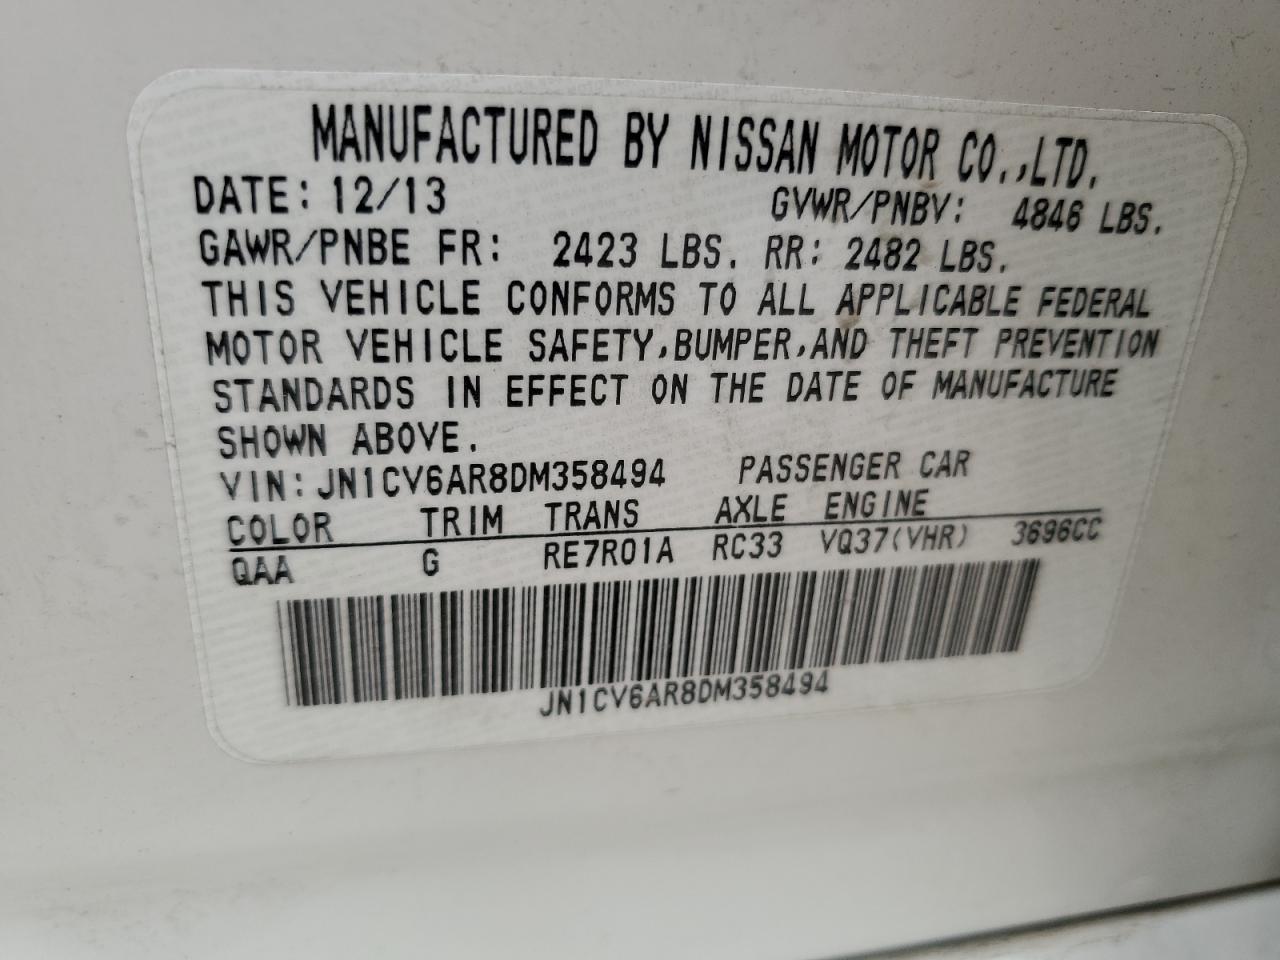 MANUFACTURED BY NISSAN MOTOR CO.,LTD.
DATE: 12/13 GVWR/PNBV: 4846 LBS.
GAWR/PNBE FR: 2423 LBS. RR: 2482 LBS.
THIS VEHICLE CONFORMS TO ALL APPLICABLE FEDERAL
MOTOR VEHICLE SAFETY,BUMPER,AND THEFT PREVENTION
STANDARDS IN EFFECT ON THE DATE OF MANUFACTURE
SHOWN ABOVE.
VIN: JN1CV6AR8DM358494 PASSENGER CAR
COLOR TRIM TRANS AXLE ENGINE
QAA G RE7R01A RC33 VQ37(VHR) 3696CC
JN1CV6AR8DM358494